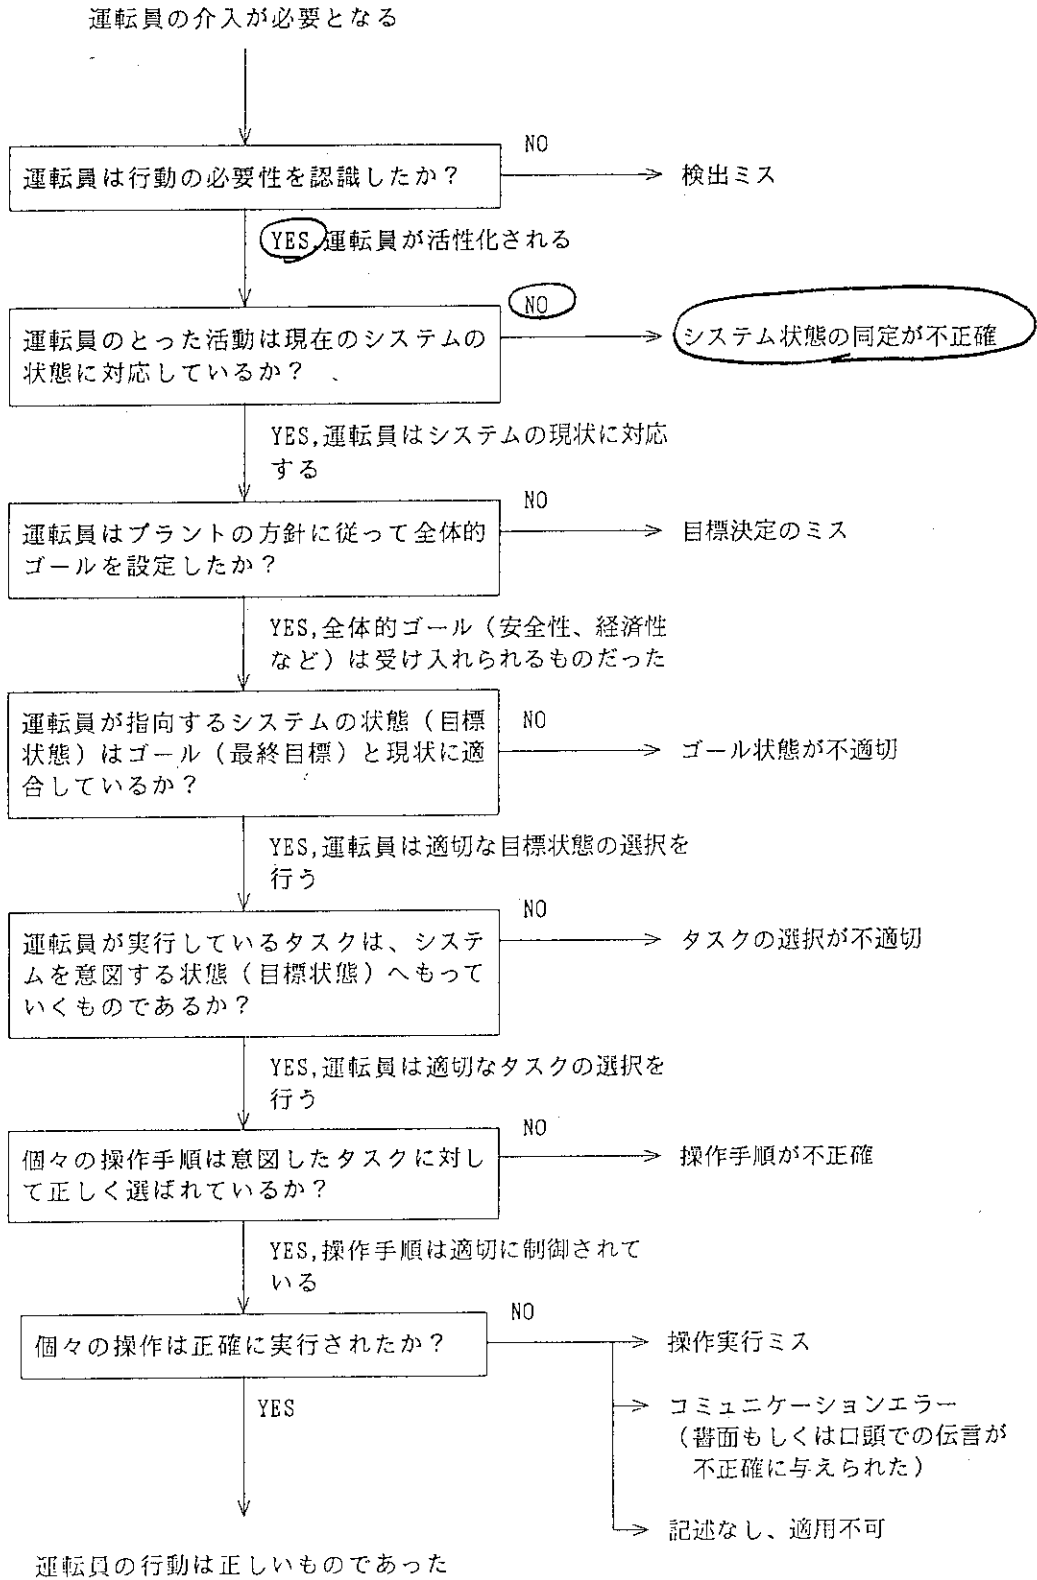 運転員の介入が必要となる
NO
運転員は行動の必要性を認識したか？
検出ミス
YES,運転員が活性化される
NO
運転員のとった活動は現在のシステムの
状態に対応しているか？
システム状態の同定が不正確
YES,運転員はシステムの現状に対応
する
NO
運転員はプラントの方針に従って全体的
ゴールを設定したか？
目標決定のミス
YES,全体的ゴール（安全性、経済性
など）は受け入れられるものだった
運転員が指向するシステムの状態（目標
状態）はゴール（最終目標）と現状に適
合しているか？
NO
ゴール状態が不適切
YES,運転員は適切な目標状態の選択を
行う
NO
運転員が実行しているタスクは、システ
ムを意図する状態（目標状態）へもって
いくものであるか？
タスクの選択が不適切
YES,運転員は適切なタスクの選択を
行う
NO
個々の操作手順は意図したタスクに対し
て正しく選ばれているか？
操作手順が不正確
YES,操作手順は適切に制御されて
いる
NO
個々の操作は正確に実行されたか？
操作実行ミス
YES
コミュニケーションエラー
（書面もしくは口頭での伝言が
不正確に与えられた）
記述なし、適用不可
運転員の行動は正しいものであった